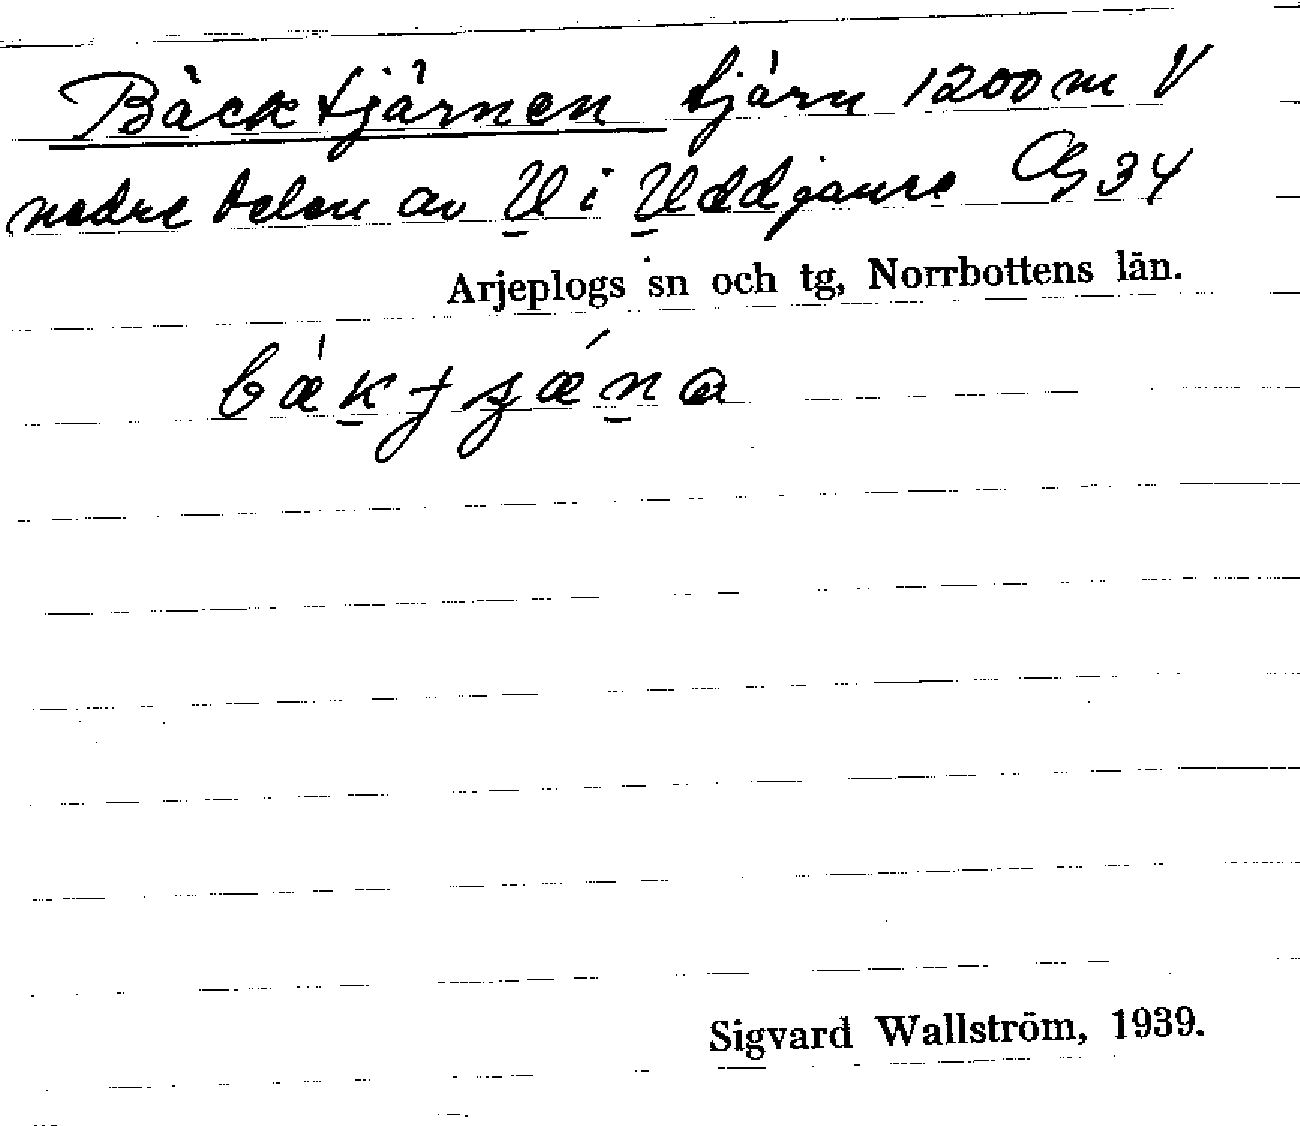 Bäcktjärnen tjärn 1200 m V
nedre delen av U i Uddjaure 34
Arjeplogs sn och tg, Norrbottens län.
Sigvard Wallström, 1939.